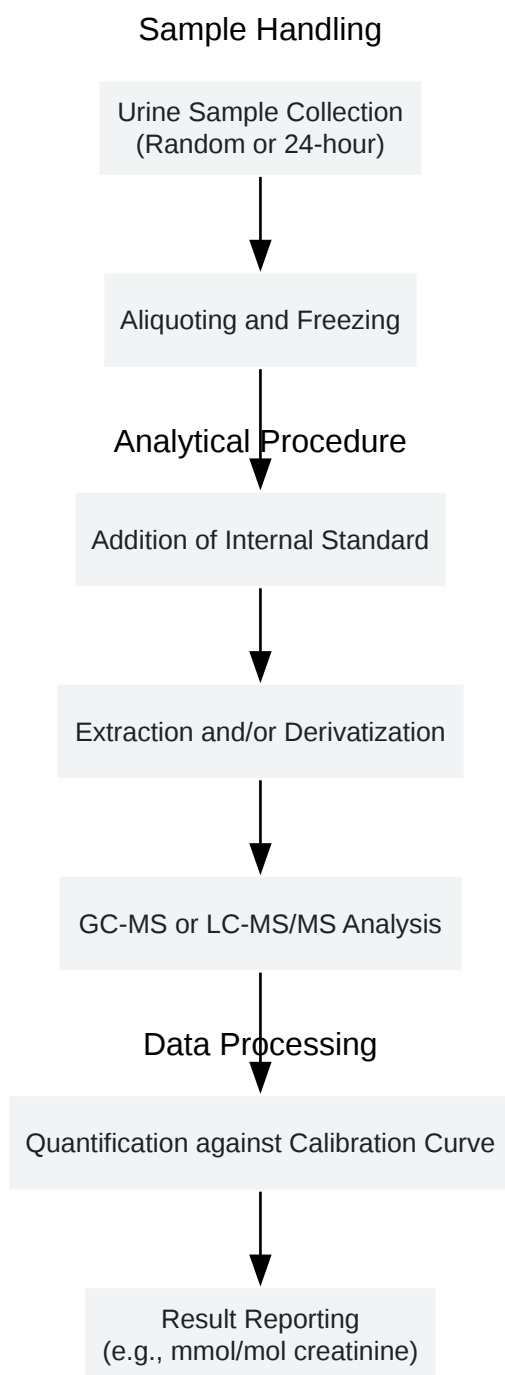 Sample Handling
Urine Sample Collection
(Random or 24-hour)
Aliquoting and Freezing
Analytical Procedure
Addition of Internal Standard
Extraction and/or Derivatization
GC-MS or LC-MS/MS Analysis
Data Processing
Quantification against Calibration Curve
Result Reporting
(e.g., mmol/mol creatinine)